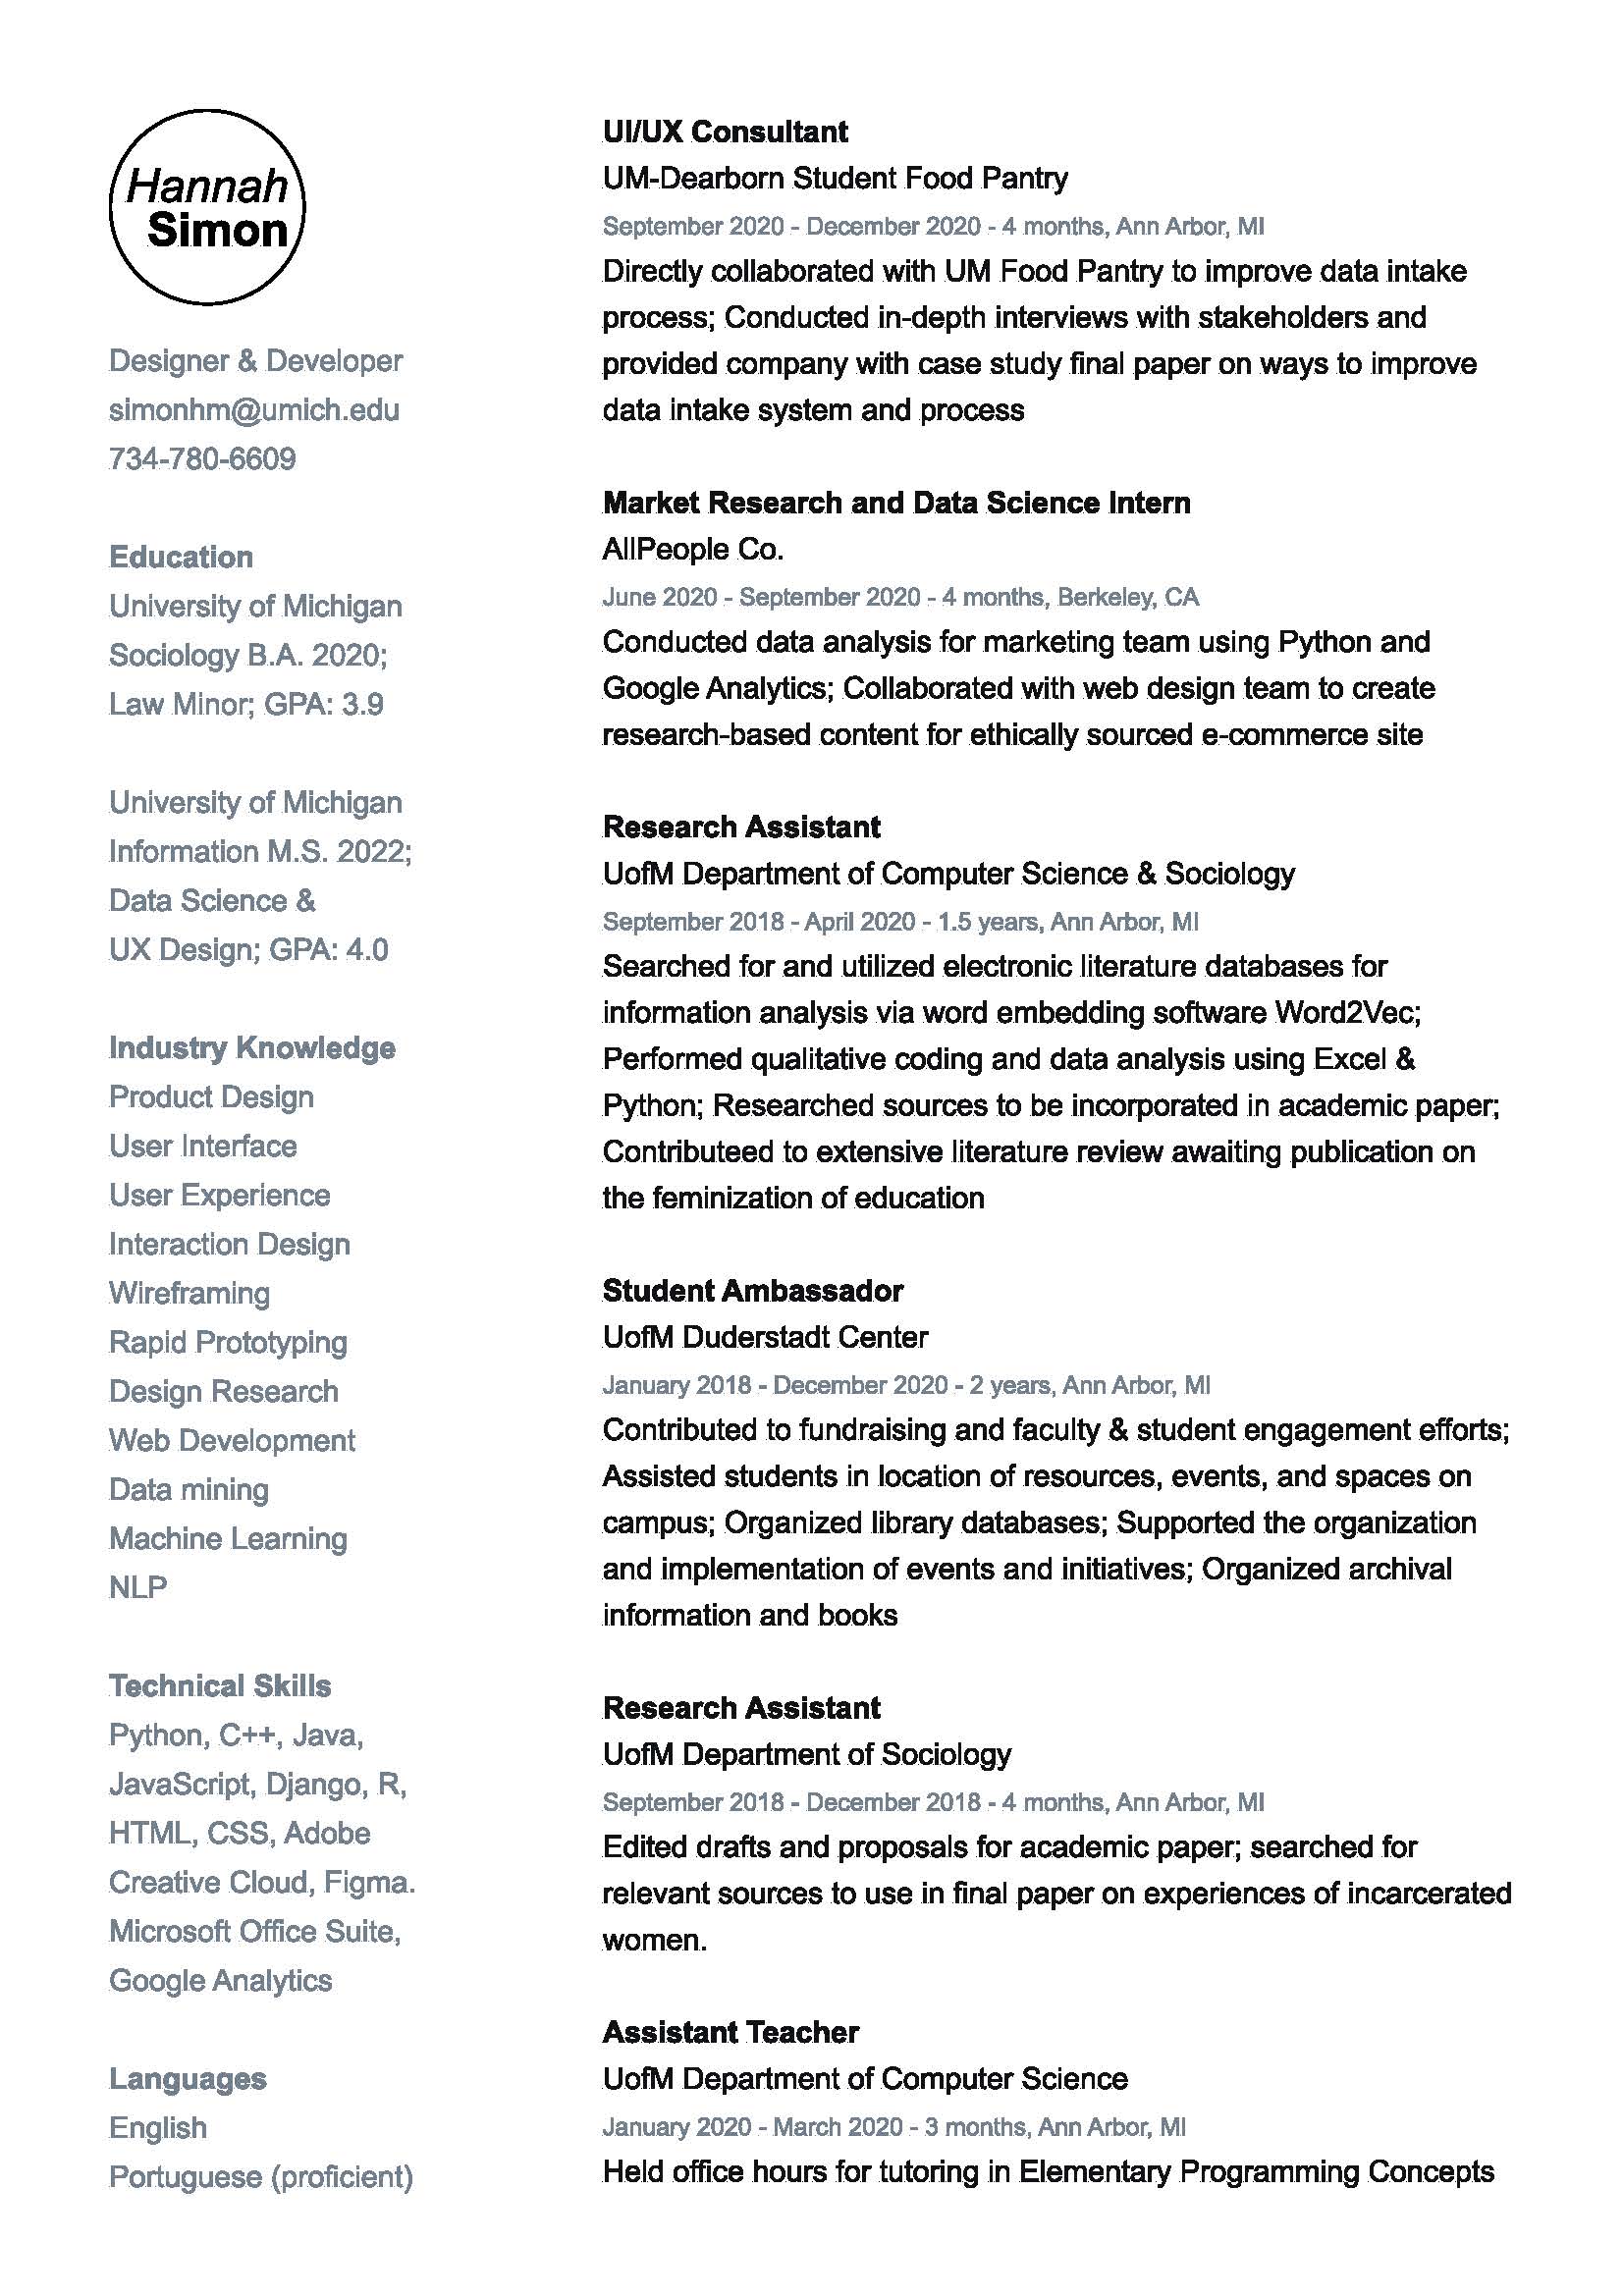 Hannah
Simon
Designer & Developer
simonhm@umich.edu
734-780-6609
Education
University of Michigan
Sociology B.A. 2020;
Law Minor; GPA: 3.9
University of Michigan
Information M.S. 2022;
Data Science &
UX Design; GPA: 4.0
Industry Knowledge
Product Design
User Interface
User Experience
Interaction Design
Wireframing
Rapid Prototyping
Design Research
Web Development
Data mining
Machine Learning
NLP
Technical Skills
Python, C++, Java,
JavaScript, Django, R,
HTML, CSS, Adobe
Creative Cloud, Figma.
Microsoft Office Suite,
Google Analytics
Languages
English
Portuguese (proficient)
UI/UX Consultant
UM-Dearborn Student Food Pantry
September 2020 - December 2020 - 4 months, Ann Arbor, MI
Directly collaborated with UM Food Pantry to improve data intake
process; Conducted in-depth interviews with stakeholders and
provided company with case study final paper on ways to improve
data intake system and process
Market Research and Data Science Intern
AllPeople Co.
June 2020 - September 2020 - 4 months, Berkeley, CA
Conducted data analysis for marketing team using Python and
Google Analytics; Collaborated with web design team to create
research-based content for ethically sourced e-commerce site
Research Assistant
UofM Department of Computer Science & Sociology
September 2018 - April 2020 - 1.5 years, Ann Arbor, MI
Searched for and utilized electronic literature databases for
information analysis via word embedding software Word2Vec;
Performed qualitative coding and data analysis using Excel &
Python; Researched sources to be incorporated in academic paper;
Contributeed to extensive literature review awaiting publication on
the feminization of education
Student Ambassador
UofM Duderstadt Center
January 2018 - December 2020 - 2 years, Ann Arbor, MI
Contributed to fundraising and faculty & student engagement efforts;
Assisted students in location of resources, events, and spaces on
campus; Organized library databases; Supported the organization
and implementation of events and initiatives; Organized archival
information and books
Research Assistant
UofM Department of Sociology
September 2018 - December 2018 - 4 months, Ann Arbor, MI
Edited drafts and proposals for academic paper; searched for
relevant sources to use in final paper on experiences of incarcerated
women.
Assistant Teacher
UofM Department of Computer Science
January 2020 - March 2020 - 3 months, Ann Arbor, MI
Held office hours for tutoring in Elementary Programming Concepts